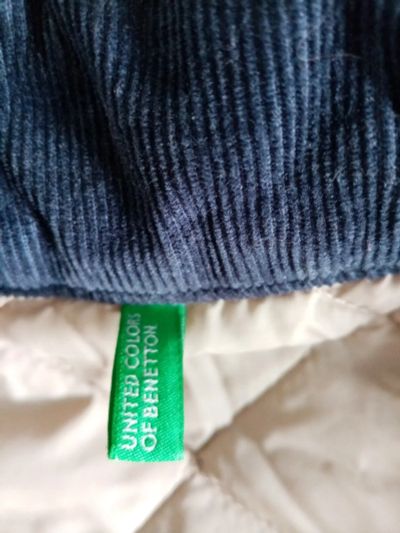 UNITED COLORS
OF BENETTON.